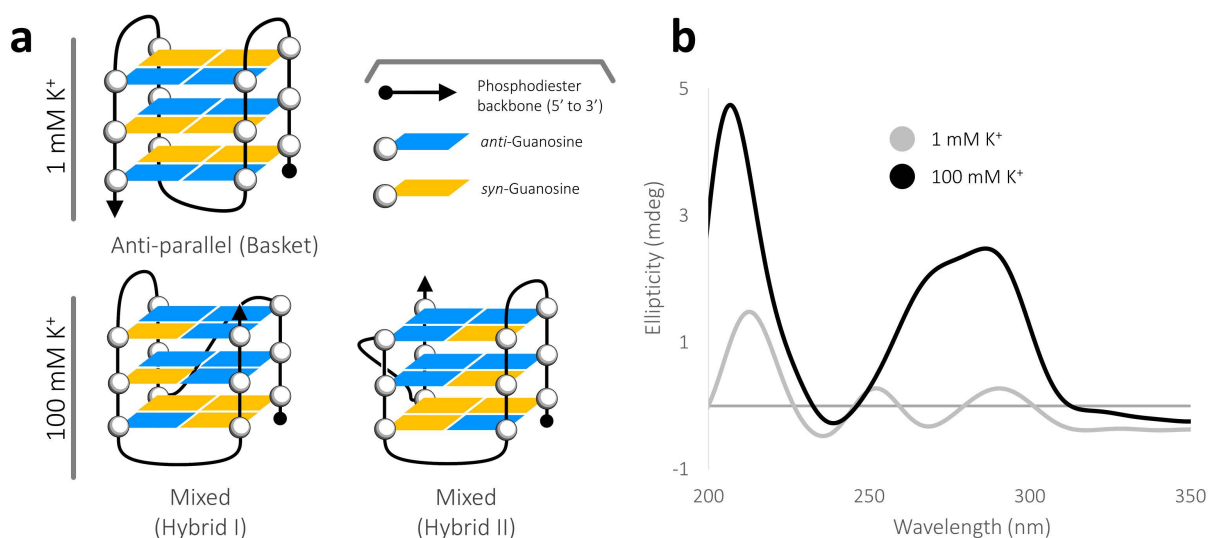 a
1 mM K⁺
Phosphodiester
backbone (5’ to 3’)
anti-Guanosine
syn-Guanosine
Anti-parallel (Basket)
100 mM K⁺
Mixed
(Hybrid I)
Mixed
(Hybrid II)
b
Ellipticity (mdeg)
5
3
1
-1
1 mM K⁺
100 mM K⁺
200
250
300
350
Wavelength (nm)